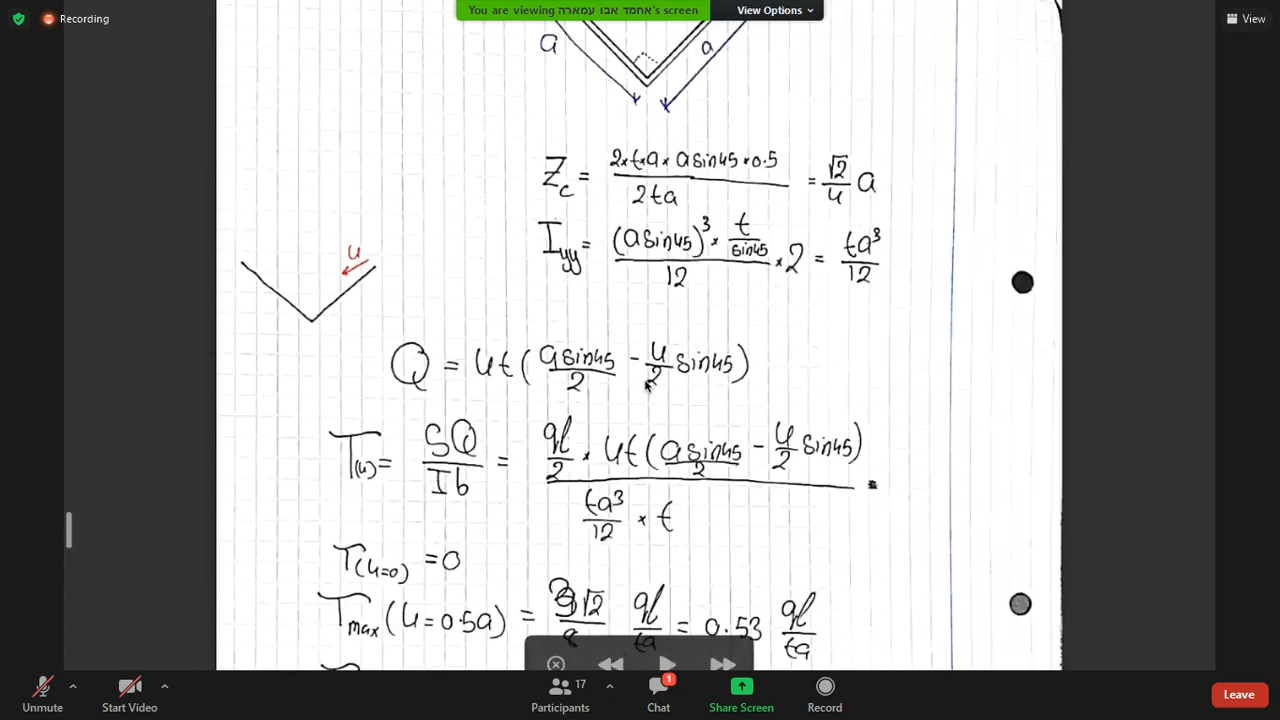 Recording
You are viewing אחמד אבו עמארה's screen
View Options
View
a
a
Zc = 2×t×a × a sin45 × 0.5 / 2ta = √2/4 a
Iyy = (a sin45)³ × t/sin45 / 12 × 2 = ta³/12
u
Q = ut ( a sin45/2 - u/2 sin45)
T(u) = SQ/Ib = ql/2 × ut ( a sin45/2 - u/2 sin45) / ta³/12 × t
T(u=0) = 0
Tmax (u=0.5a) = 3√2/8 ql/ta = 0.53 ql/ta
17
1
Unmute
Start Video
Participants
Chat
Share Screen
Record
Leave